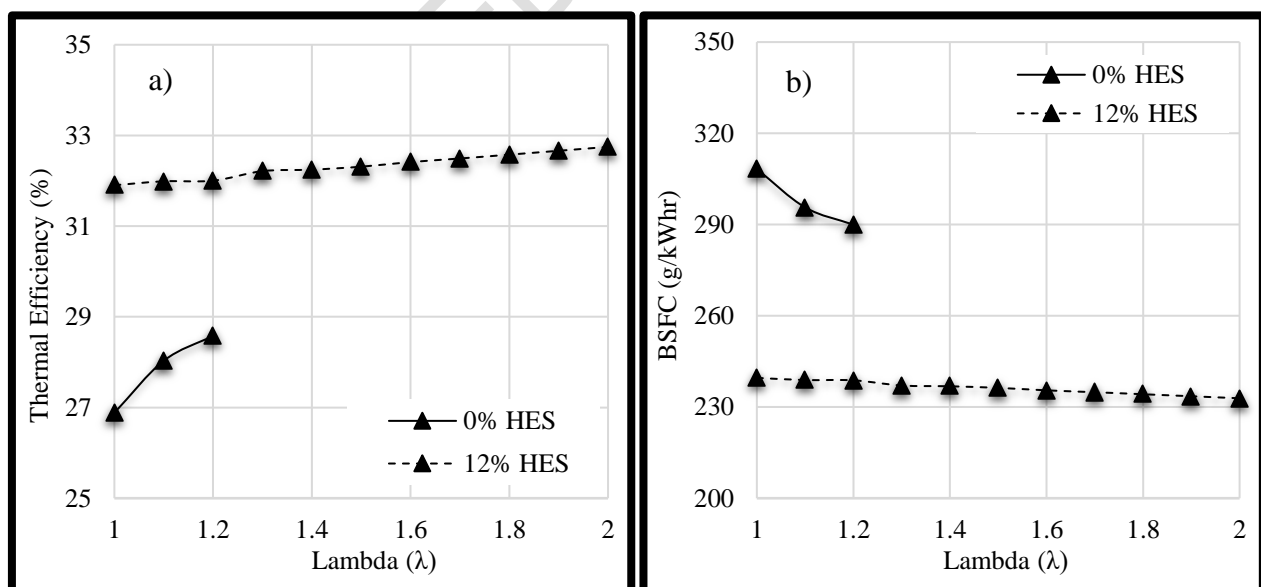 a)
Thermal Efficiency (%)
35
33
31
29
27
25
0% HES
12% HES
1 1.2 1.4 1.6 1.8 2
Lambda (λ)
b)
BSFC (g/kWhr)
350
320
290
260
230
200
0% HES
12% HES
1 1.2 1.4 1.6 1.8 2
Lambda (λ)